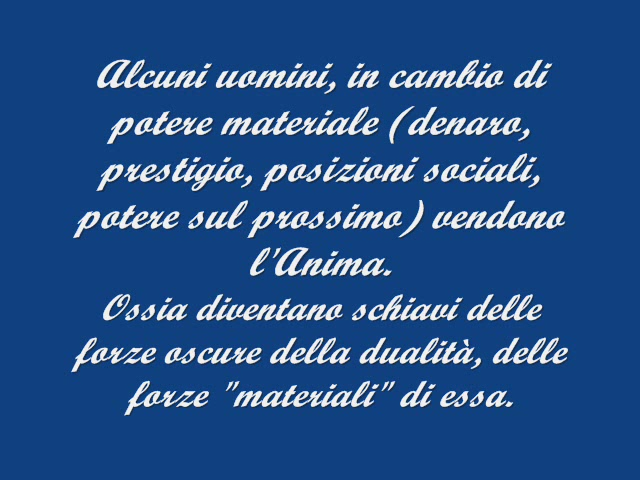 Alcuni uomini, in cambio di
potere materiale (denaro,
prestigio, posizioni sociali,
potere sul prossimo) vendono
l'Anima.
Ossia diventano schiavi delle
forze oscure della dualità, delle
forze "materiali" di essa.